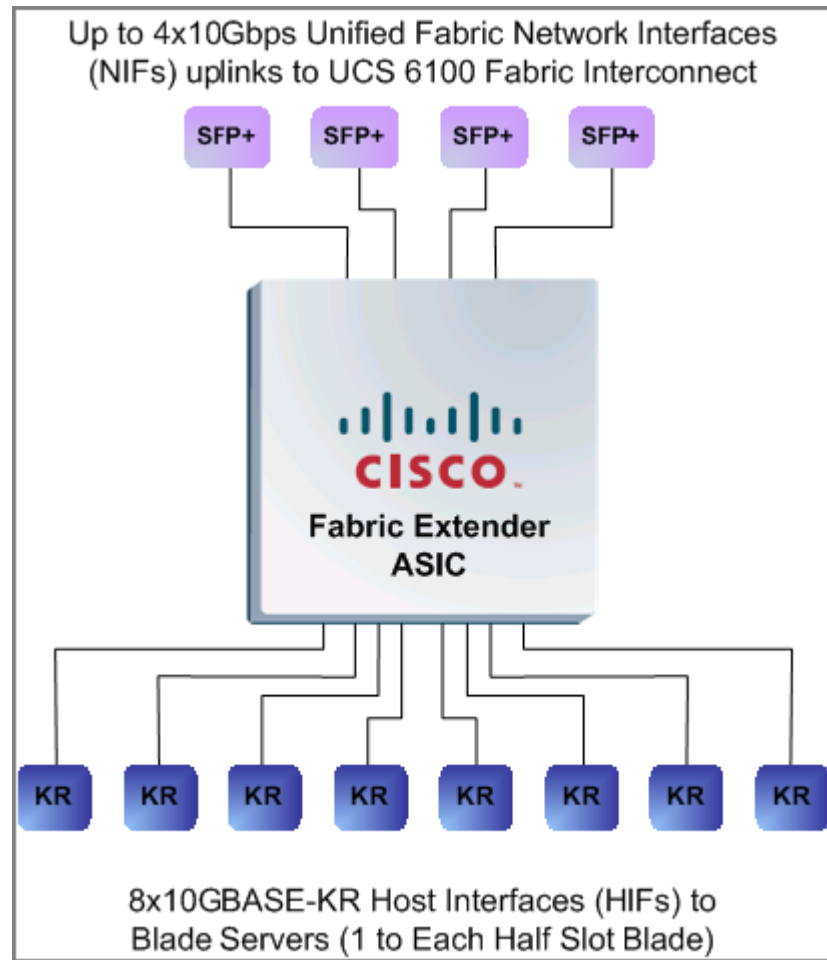 Up to 4x10Gbps Unified Fabric Network Interfaces
(NIFs) uplinks to UCS 6100 Fabric Interconnect
SFP+ SFP+ SFP+ SFP+
CISCO™
Fabric Extender
ASIC
KR KR KR KR KR KR KR KR
8x10GBASE-KR Host Interfaces (HIFs) to
Blade Servers (1 to Each Half Slot Blade)